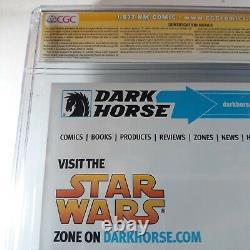 CGC
DARK
HORSE
darkhorse
COMICS | BOOKS | PRODUCTS | REVIEWS | ZONES | NEWS | H
VISIT THE
STAR
WARS
ZONE ON DARKHORSE.COM